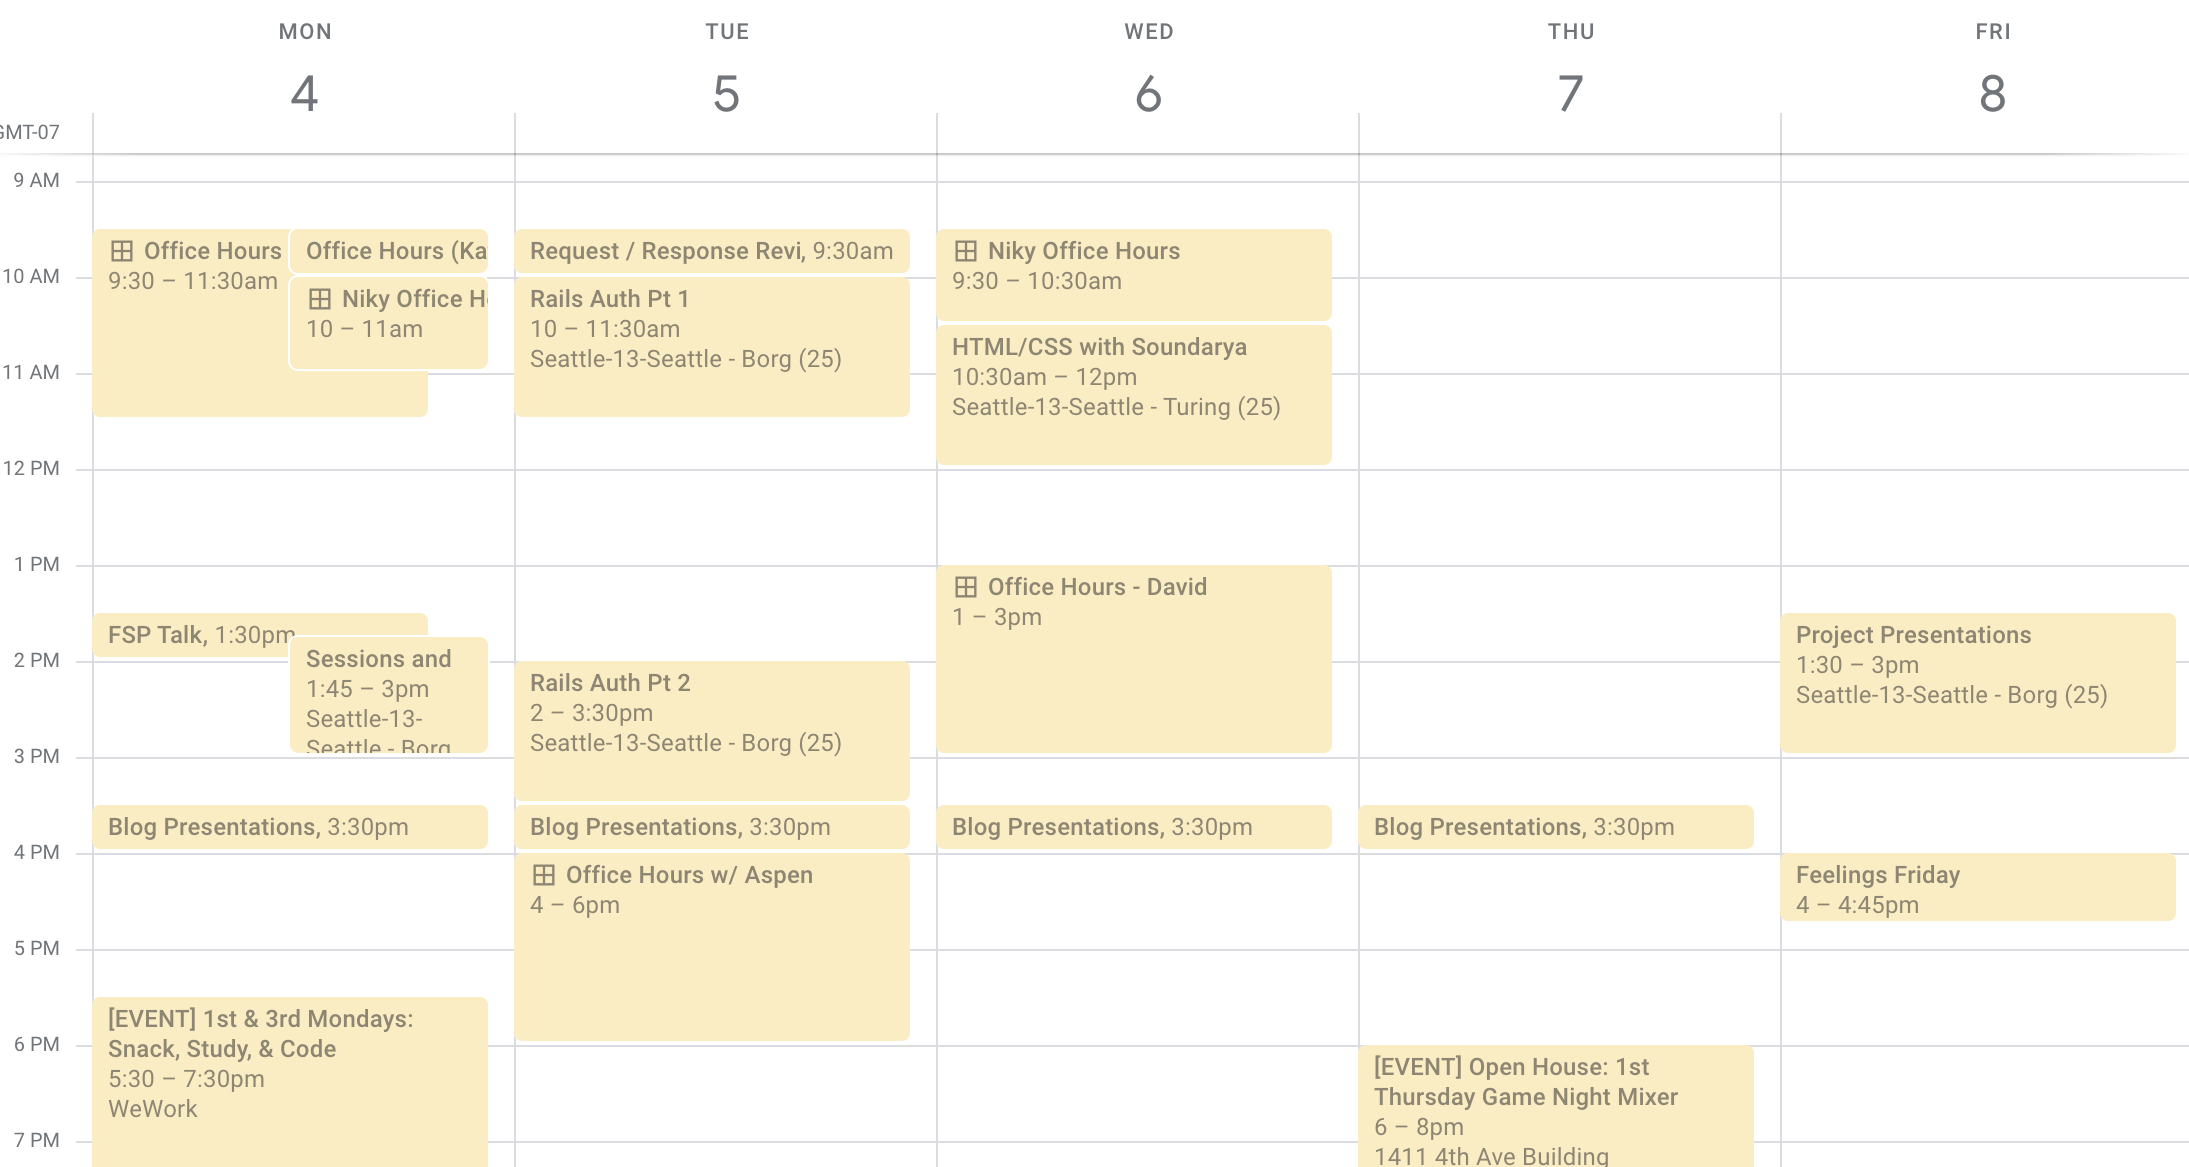 MON
4
TUE
5
WED
6
THU
7
FRI
8
GMT-07
9 AM
10 AM
11 AM
12 PM
1 PM
2 PM
3 PM
4 PM
5 PM
6 PM
7 PM
Office Hours
9:30 – 11:30am
Office Hours (Ka
Niky Office H
10 – 11am
FSP Talk, 1:30pm
Sessions and
1:45 – 3pm
Seattle-13-
Seattle - Borg
Blog Presentations, 3:30pm
[EVENT] 1st & 3rd Mondays:
Snack, Study, & Code
5:30 – 7:30pm
WeWork
Request / Response Revi, 9:30am
Rails Auth Pt 1
10 – 11:30am
Seattle-13-Seattle - Borg (25)
Rails Auth Pt 2
2 – 3:30pm
Seattle-13-Seattle - Borg (25)
Blog Presentations, 3:30pm
Office Hours w/ Aspen
4 – 6pm
Niky Office Hours
9:30 – 10:30am
HTML/CSS with Soundarya
10:30am – 12pm
Seattle-13-Seattle - Turing (25)
Office Hours - David
1 – 3pm
Blog Presentations, 3:30pm
Blog Presentations, 3:30pm
[EVENT] Open House: 1st
Thursday Game Night Mixer
6 – 8pm
1411 4th Ave Building
Project Presentations
1:30 – 3pm
Seattle-13-Seattle - Borg (25)
Feelings Friday
4 – 4:45pm